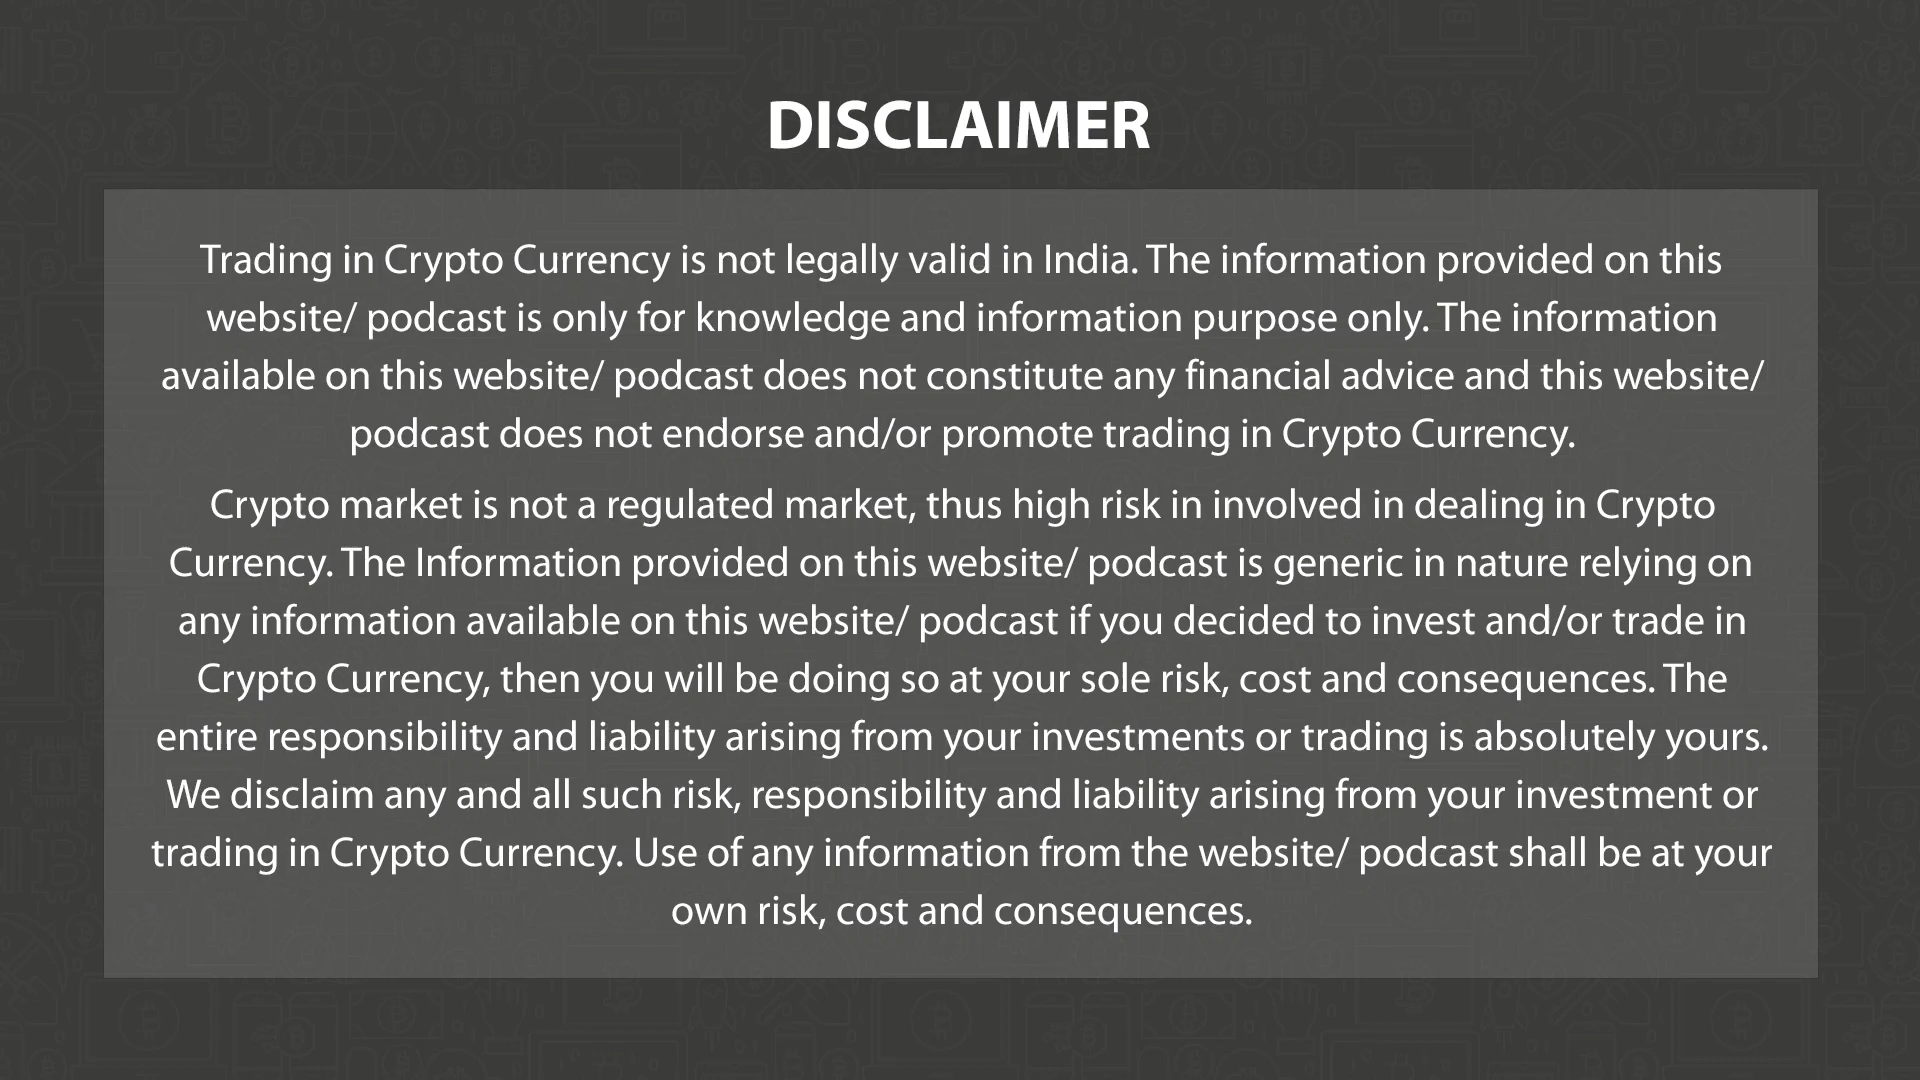 DISCLAIMER
Trading in Crypto Currency is not legally valid in India. The information provided on this
website/ podcast is only for knowledge and information purpose only. The information
available on this website/ podcast does not constitute any financial advice and this website/
podcast does not endorse and/or promote trading in Crypto Currency.
Crypto market is not a regulated market, thus high risk in involved in dealing in Crypto
Currency. The Information provided on this website/ podcast is generic in nature relying on
any information available on this website/ podcast if you decided to invest and/or trade in
Crypto Currency, then you will be doing so at your sole risk, cost and consequences. The
entire responsibility and liability arising from your investments or trading is absolutely yours.
We disclaim any and all such risk, responsibility and liability arising from your investment or
trading in Crypto Currency. Use of any information from the website/ podcast shall be at your
own risk, cost and consequences.